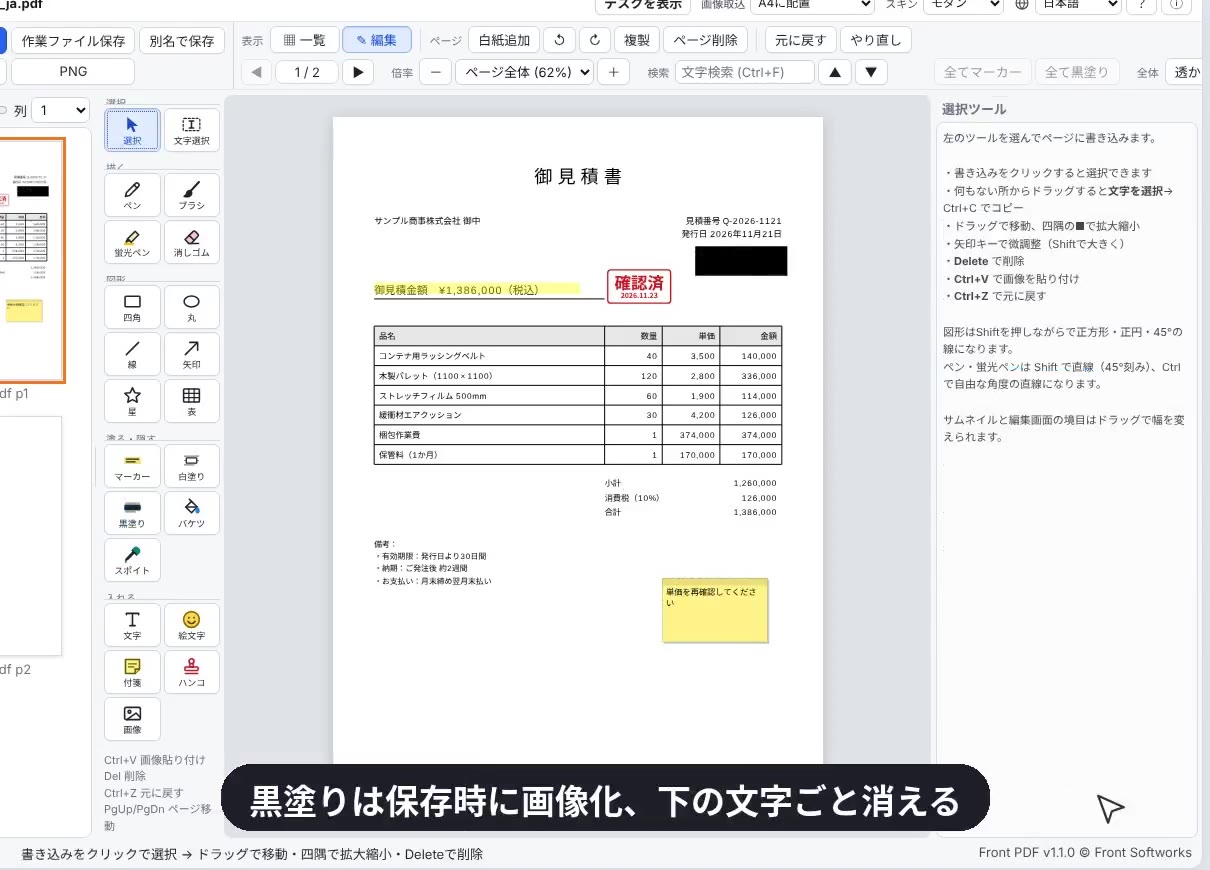 _ja.pdf
デスクを表示 画像取込 A4に配置 スキン モダン 日本語 ? ⓘ
作業ファイル保存 別名で保存 表示 一覧 編集 ページ 白紙追加 複製 ページ削除 元に戻す やり直し
PNG 1 / 2 倍率 − ページ全体 (62%) + 検索 文字検索 (Ctrl+F) ▲ ▼ 全てマーカー 全て黒塗り 全体 透か
列 1
選択
選択 文字選択
描く
ペン ブラシ
蛍光ペン 消しゴム
図形
四角 丸
線 矢印
星 表
塗る・隠す
マーカー 白塗り
黒塗り バケツ
スポイト
入れる
文字 絵文字
付箋 ハンコ
画像
Ctrl+V 画像貼り付け
Del 削除
Ctrl+Z 元に戻す
PgUp/PgDn ページ移
動
df p1
df p2
御見積書
サンプル商事株式会社 御中
見積番号 Q-2026-1121
発行日 2026年11月21日
御見積金額 ¥1,386,000（税込）
確認済
2026.11.23
品名 数量 単価 金額
コンテナ用ラッシングベルト 40 3,500 140,000
木製パレット（1100×1100） 120 2,800 336,000
ストレッチフィルム 500mm 60 1,900 114,000
緩衝材エアクッション 30 4,200 126,000
梱包作業費 1 374,000 374,000
保管料（1か月） 1 170,000 170,000
小計 1,260,000
消費税（10%） 126,000
合計 1,386,000
備考：
・有効期限：発行日より30日間
・納期：ご発注後 約2週間
・お支払い：月末締め翌月末払い
単価を再確認してくださ
い
選択ツール
左のツールを選んでページに書き込みます。
・書き込みをクリックすると選択できます
・何もない所からドラッグすると文字を選択→
Ctrl+C でコピー
・ドラッグで移動、四隅の■で拡大縮小
・矢印キーで微調整（Shiftで大きく）
・Delete で削除
・Ctrl+V で画像を貼り付け
・Ctrl+Z で元に戻す
図形はShiftを押しながらで正方形・正円・45°の
線になります。
ペン・蛍光ペンは Shift で直線（45°刻み）、Ctrl
で自由な角度の直線になります。
サムネイルと編集画面の境目はドラッグで幅を変
えられます。
黒塗りは保存時に画像化、下の文字ごと消える
書き込みをクリックで選択 → ドラッグで移動・四隅で拡大縮小・Deleteで削除
Front PDF v1.1.0 © Front Softworks